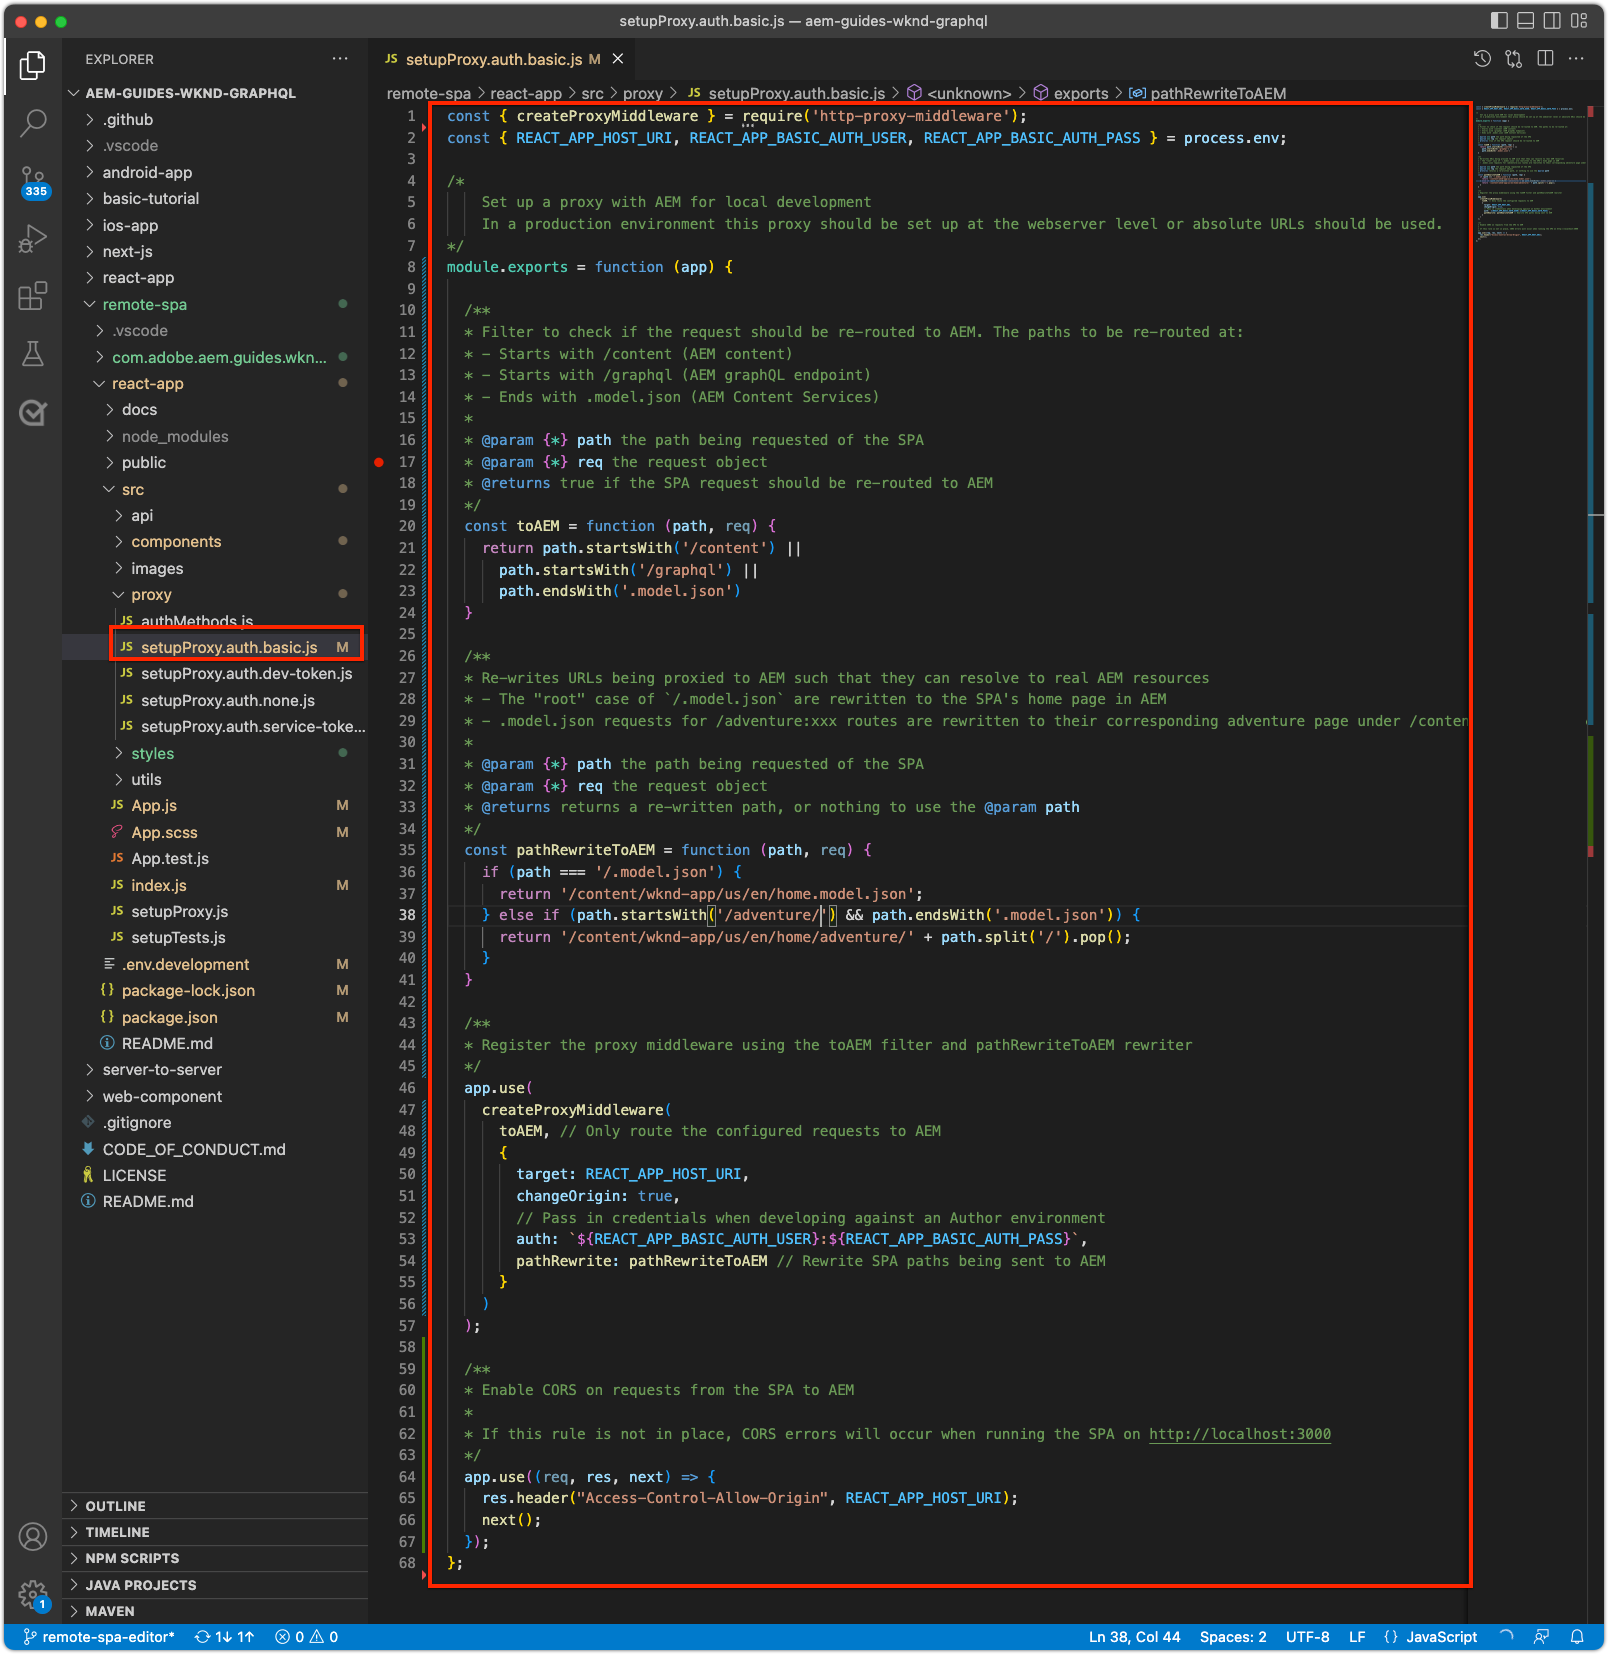 setupProxy.auth.basic.js — aem-guides-wknd-graphql
EXPLORER
JS setupProxy.auth.basic.js M
AEM-GUIDES-WKND-GRAPHQL
remote-spa > react-app > src > proxy > JS setupProxy.auth.basic.js > <unknown> > exports > pathRewriteToAEM
.github
.vscode
android-app
basic-tutorial
ios-app
next-js
react-app
remote-spa
.vscode
com.adobe.aem.guides.wkn...
react-app
docs
node_modules
public
src
api
components
images
proxy
JS authMethods.js
JS setupProxy.auth.basic.js M
JS setupProxy.auth.dev-token.js
JS setupProxy.auth.none.js
JS setupProxy.auth.service-toke...
styles
utils
JS App.js M
App.scss M
JS App.test.js
JS index.js M
JS setupProxy.js
JS setupTests.js
.env.development M
{} package-lock.json M
{} package.json M
README.md
server-to-server
web-component
.gitignore
CODE_OF_CONDUCT.md
LICENSE
README.md
OUTLINE
TIMELINE
NPM SCRIPTS
JAVA PROJECTS
MAVEN
335
1
1 const { createProxyMiddleware } = require('http-proxy-middleware');
2 const { REACT_APP_HOST_URI, REACT_APP_BASIC_AUTH_USER, REACT_APP_BASIC_AUTH_PASS } = process.env;
3
4 /*
5 Set up a proxy with AEM for local development
6 In a production environment this proxy should be set up at the webserver level or absolute URLs should be used.
7 */
8 module.exports = function (app) {
9
10 /**
11 * Filter to check if the request should be re-routed to AEM. The paths to be re-routed at:
12 * - Starts with /content (AEM content)
13 * - Starts with /graphql (AEM graphQL endpoint)
14 * - Ends with .model.json (AEM Content Services)
15 *
16 * @param {*} path the path being requested of the SPA
17 * @param {*} req the request object
18 * @returns true if the SPA request should be re-routed to AEM
19 */
20 const toAEM = function (path, req) {
21 return path.startsWith('/content') ||
22 path.startsWith('/graphql') ||
23 path.endsWith('.model.json')
24 }
25
26 /**
27 * Re-writes URLs being proxied to AEM such that they can resolve to real AEM resources
28 * - The "root" case of `/.model.json` are rewritten to the SPA's home page in AEM
29 * - .model.json requests for /adventure:xxx routes are rewritten to their corresponding adventure page under /conten
30 *
31 * @param {*} path the path being requested of the SPA
32 * @param {*} req the request object
33 * @returns returns a re-written path, or nothing to use the @param path
34 */
35 const pathRewriteToAEM = function (path, req) {
36 if (path === '/.model.json') {
37 return '/content/wknd-app/us/en/home.model.json';
38 } else if (path.startsWith('/adventure/') && path.endsWith('.model.json')) {
39 return '/content/wknd-app/us/en/home/adventure/' + path.split('/').pop();
40 }
41 }
42
43 /**
44 * Register the proxy middleware using the toAEM filter and pathRewriteToAEM rewriter
45 */
46 app.use(
47 createProxyMiddleware(
48 toAEM, // Only route the configured requests to AEM
49 {
50 target: REACT_APP_HOST_URI,
51 changeOrigin: true,
52 // Pass in credentials when developing against an Author environment
53 auth: `${REACT_APP_BASIC_AUTH_USER}:${REACT_APP_BASIC_AUTH_PASS}`,
54 pathRewrite: pathRewriteToAEM // Rewrite SPA paths being sent to AEM
55 }
56 )
57 );
58
59 /**
60 * Enable CORS on requests from the SPA to AEM
61 *
62 * If this rule is not in place, CORS errors will occur when running the SPA on http://localhost:3000
63 */
64 app.use((req, res, next) => {
65 res.header("Access-Control-Allow-Origin", REACT_APP_HOST_URI);
66 next();
67 });
68 };
remote-spa-editor* 1↓ 1↑ 0 0 Ln 38, Col 44 Spaces: 2 UTF-8 LF {} JavaScript